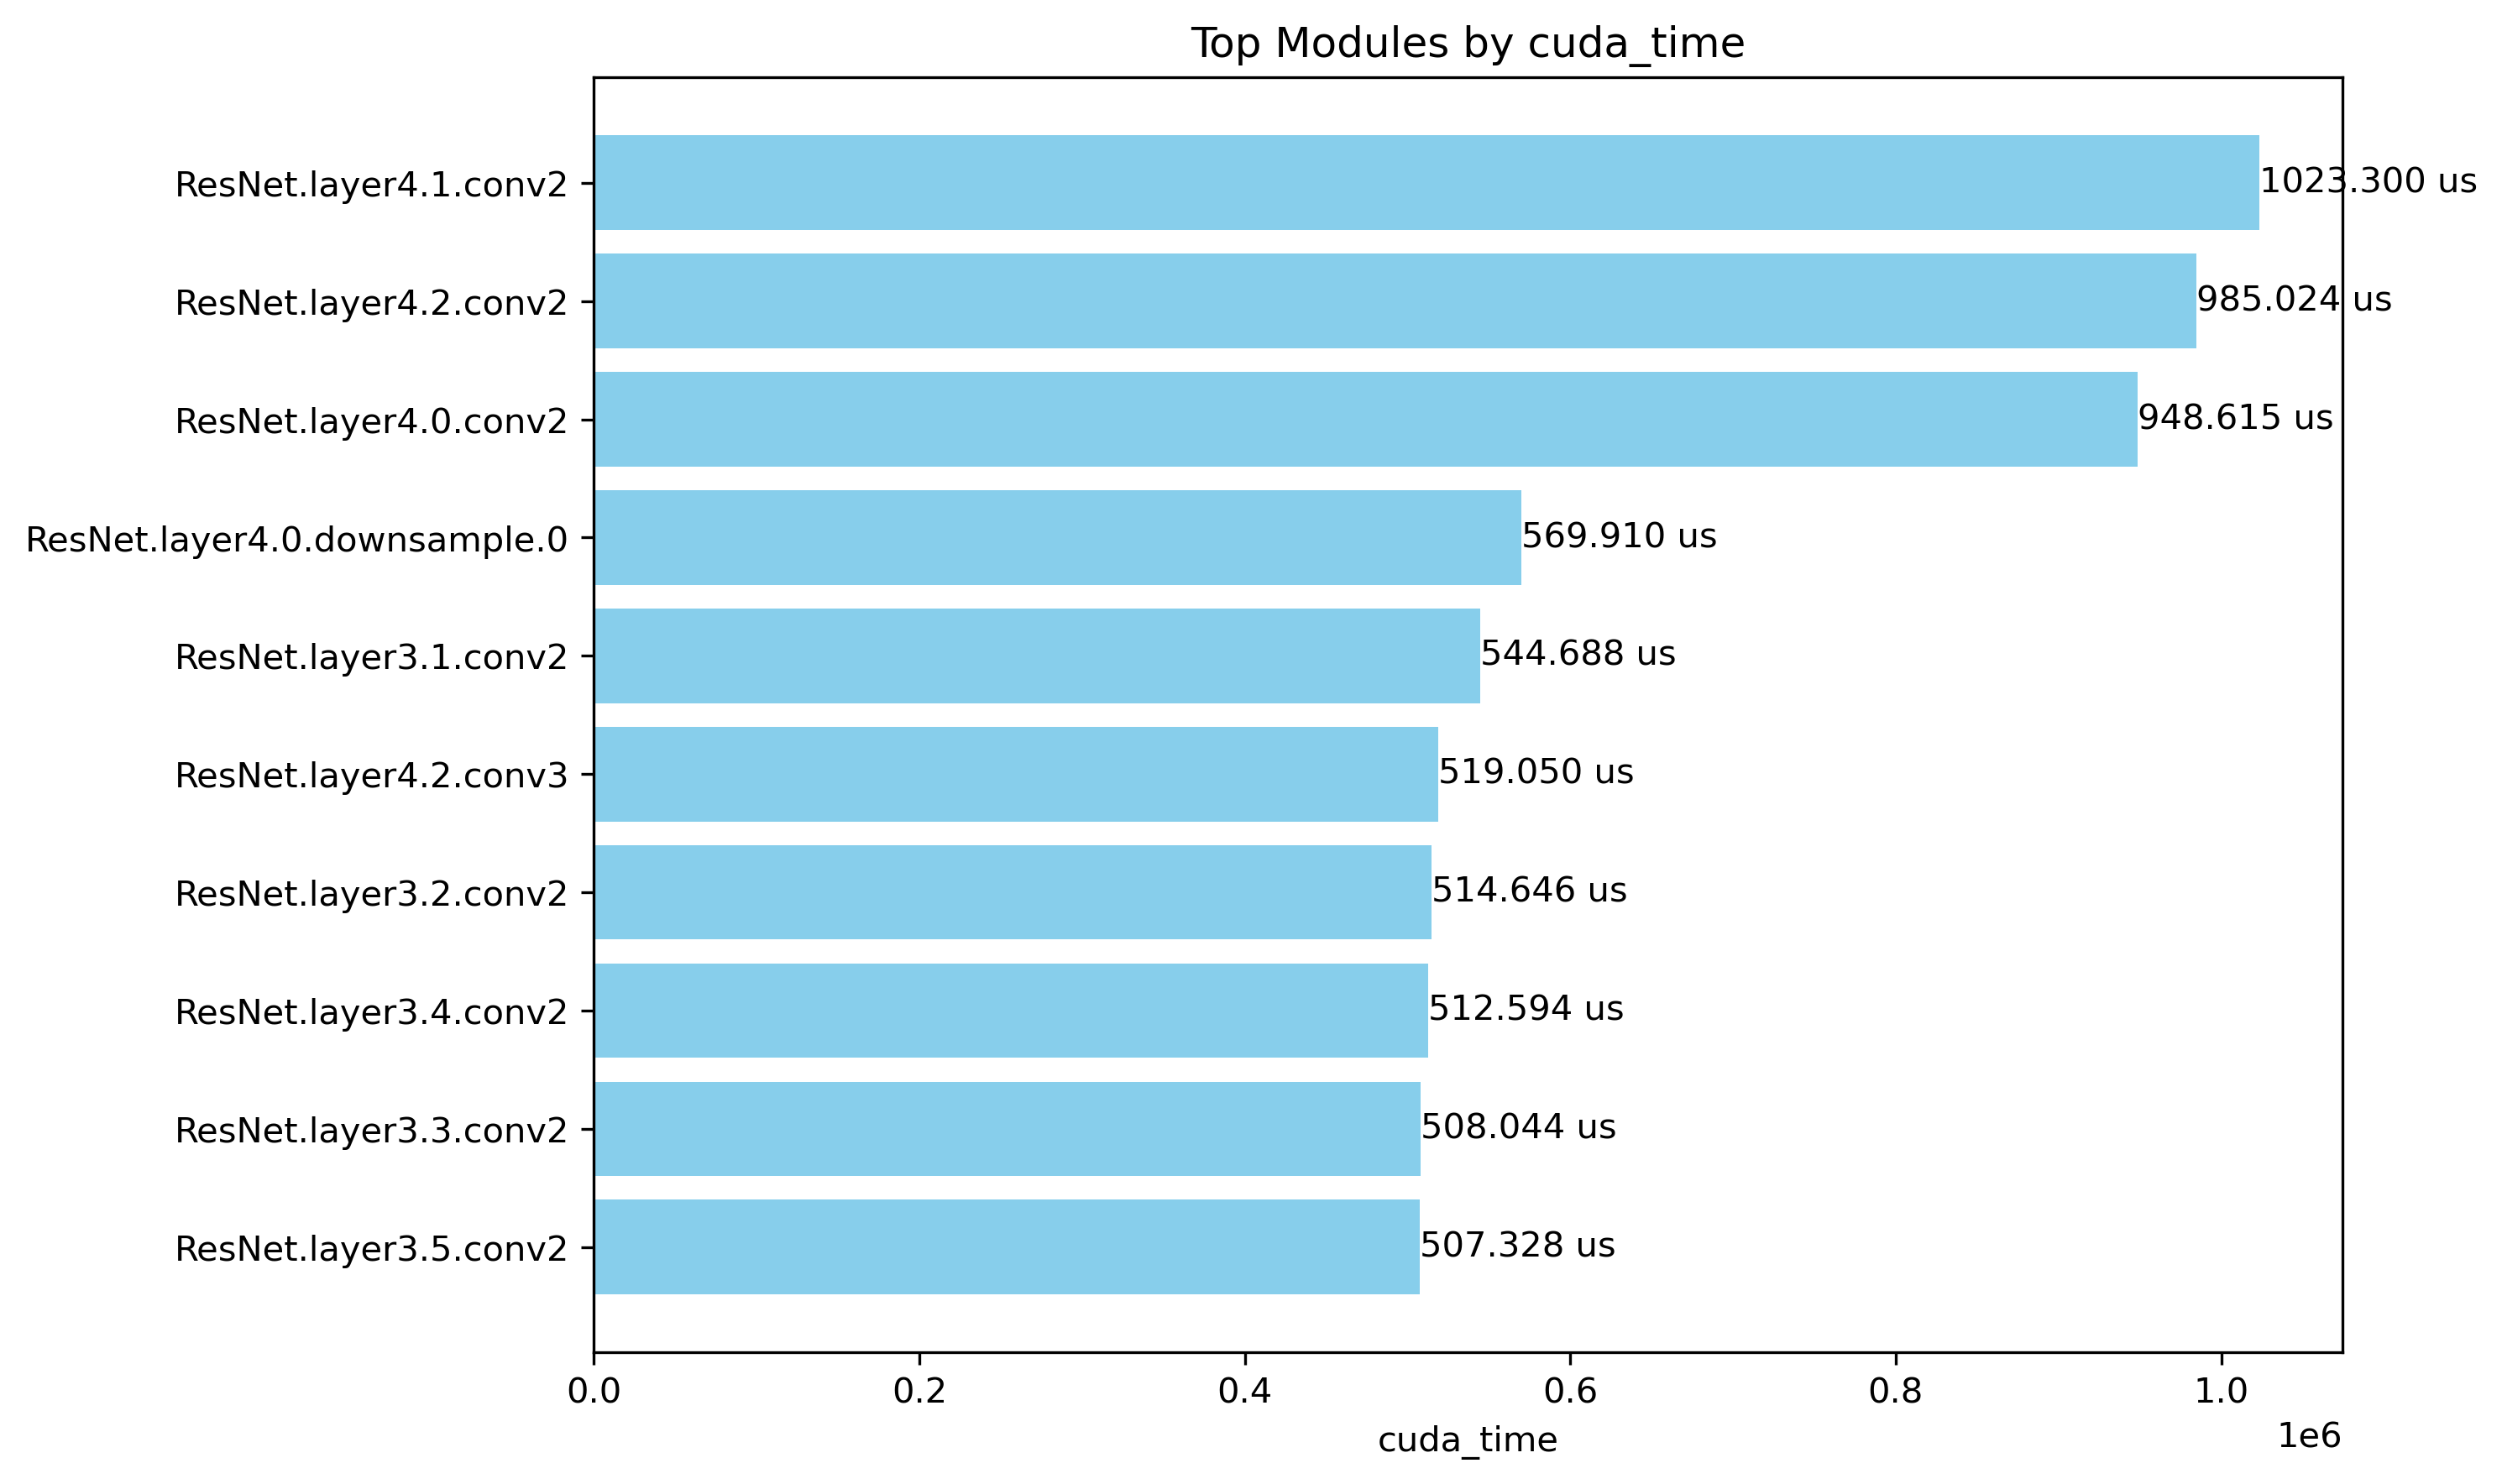 Top Modules by cuda_time
ResNet.layer4.1.conv2 1023.300 us
ResNet.layer4.2.conv2 985.024 us
ResNet.layer4.0.conv2 948.615 us
ResNet.layer4.0.downsample.0 569.910 us
ResNet.layer3.1.conv2 544.688 us
ResNet.layer4.2.conv3 519.050 us
ResNet.layer3.2.conv2 514.646 us
ResNet.layer3.4.conv2 512.594 us
ResNet.layer3.3.conv2 508.044 us
ResNet.layer3.5.conv2 507.328 us
0.0 0.2 0.4 0.6 0.8 1.0
1e6
cuda_time